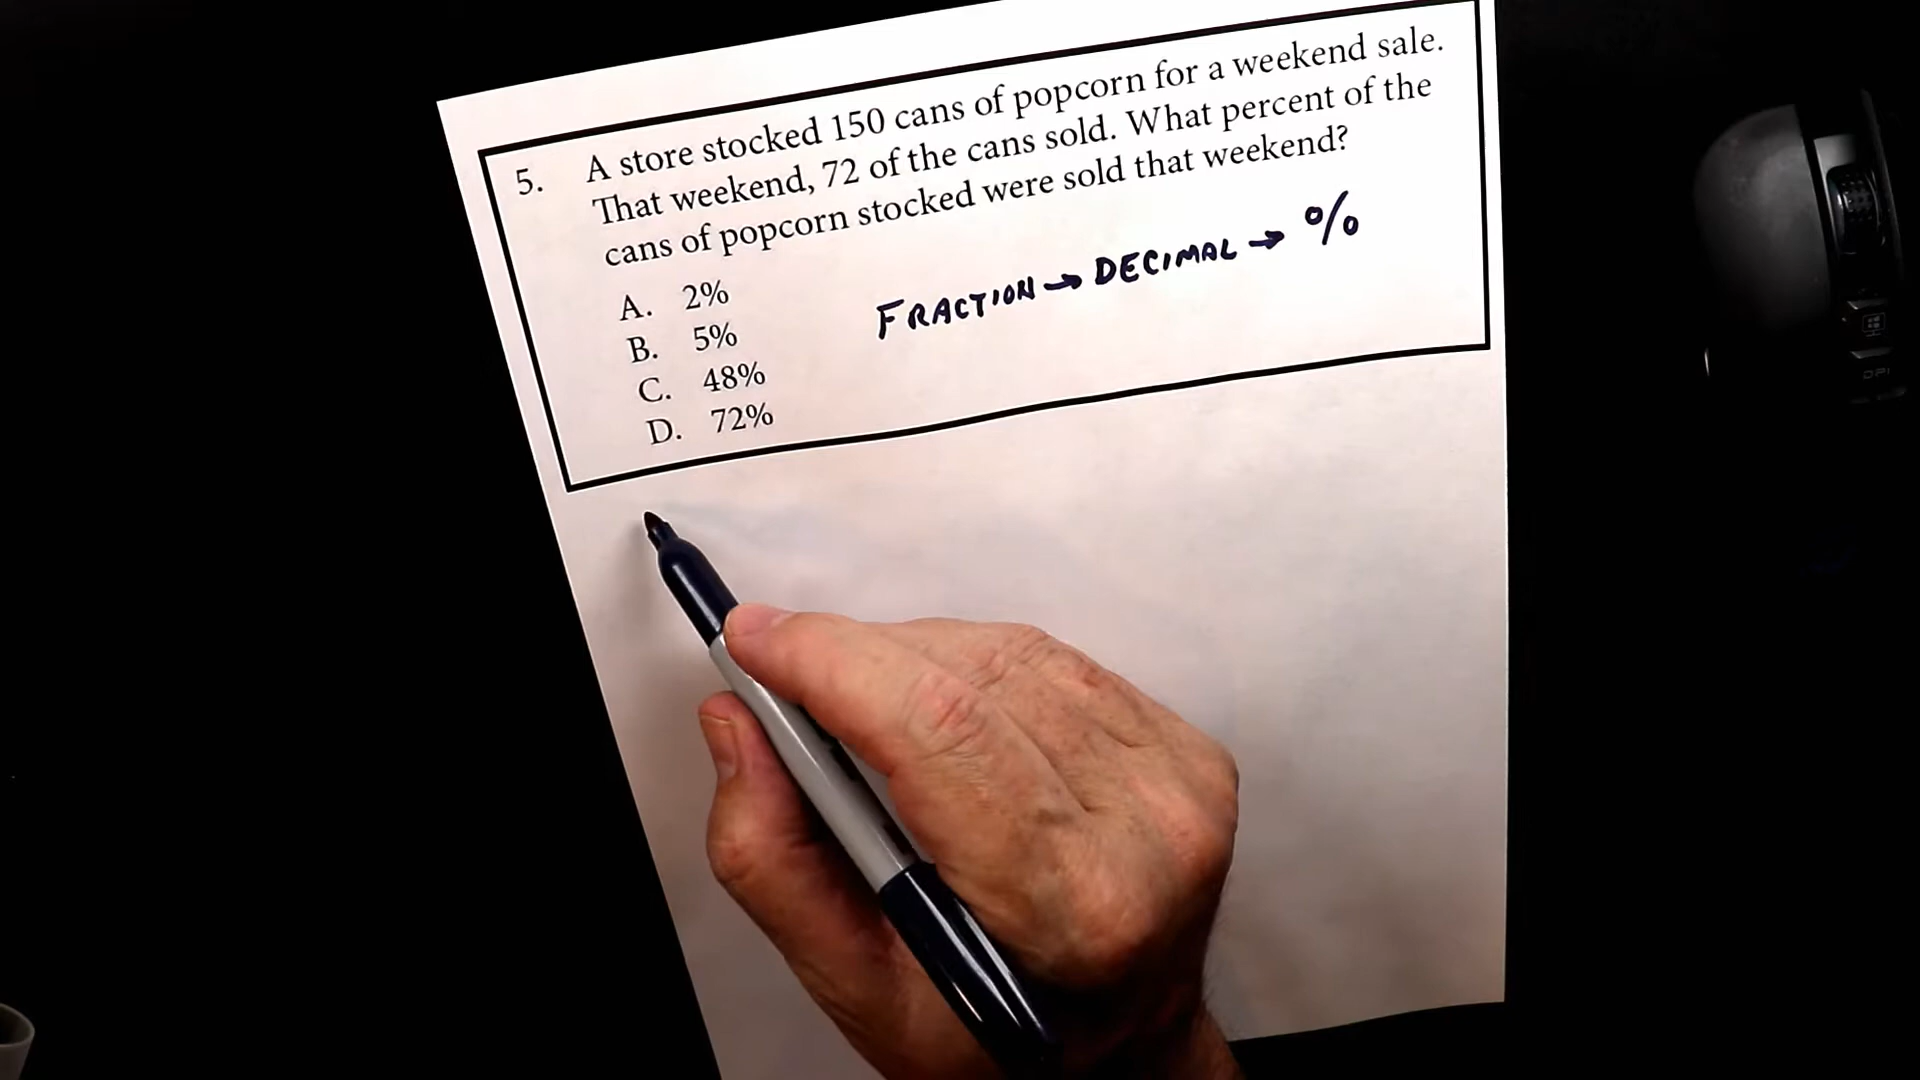 5. A store stocked 150 cans of popcorn for a weekend sale.
That weekend, 72 of the cans sold. What percent of the
cans of popcorn stocked were sold that weekend?
A. 2%
B. 5%
C. 48%
D. 72%
FRACTION → DECIMAL → %
DPI